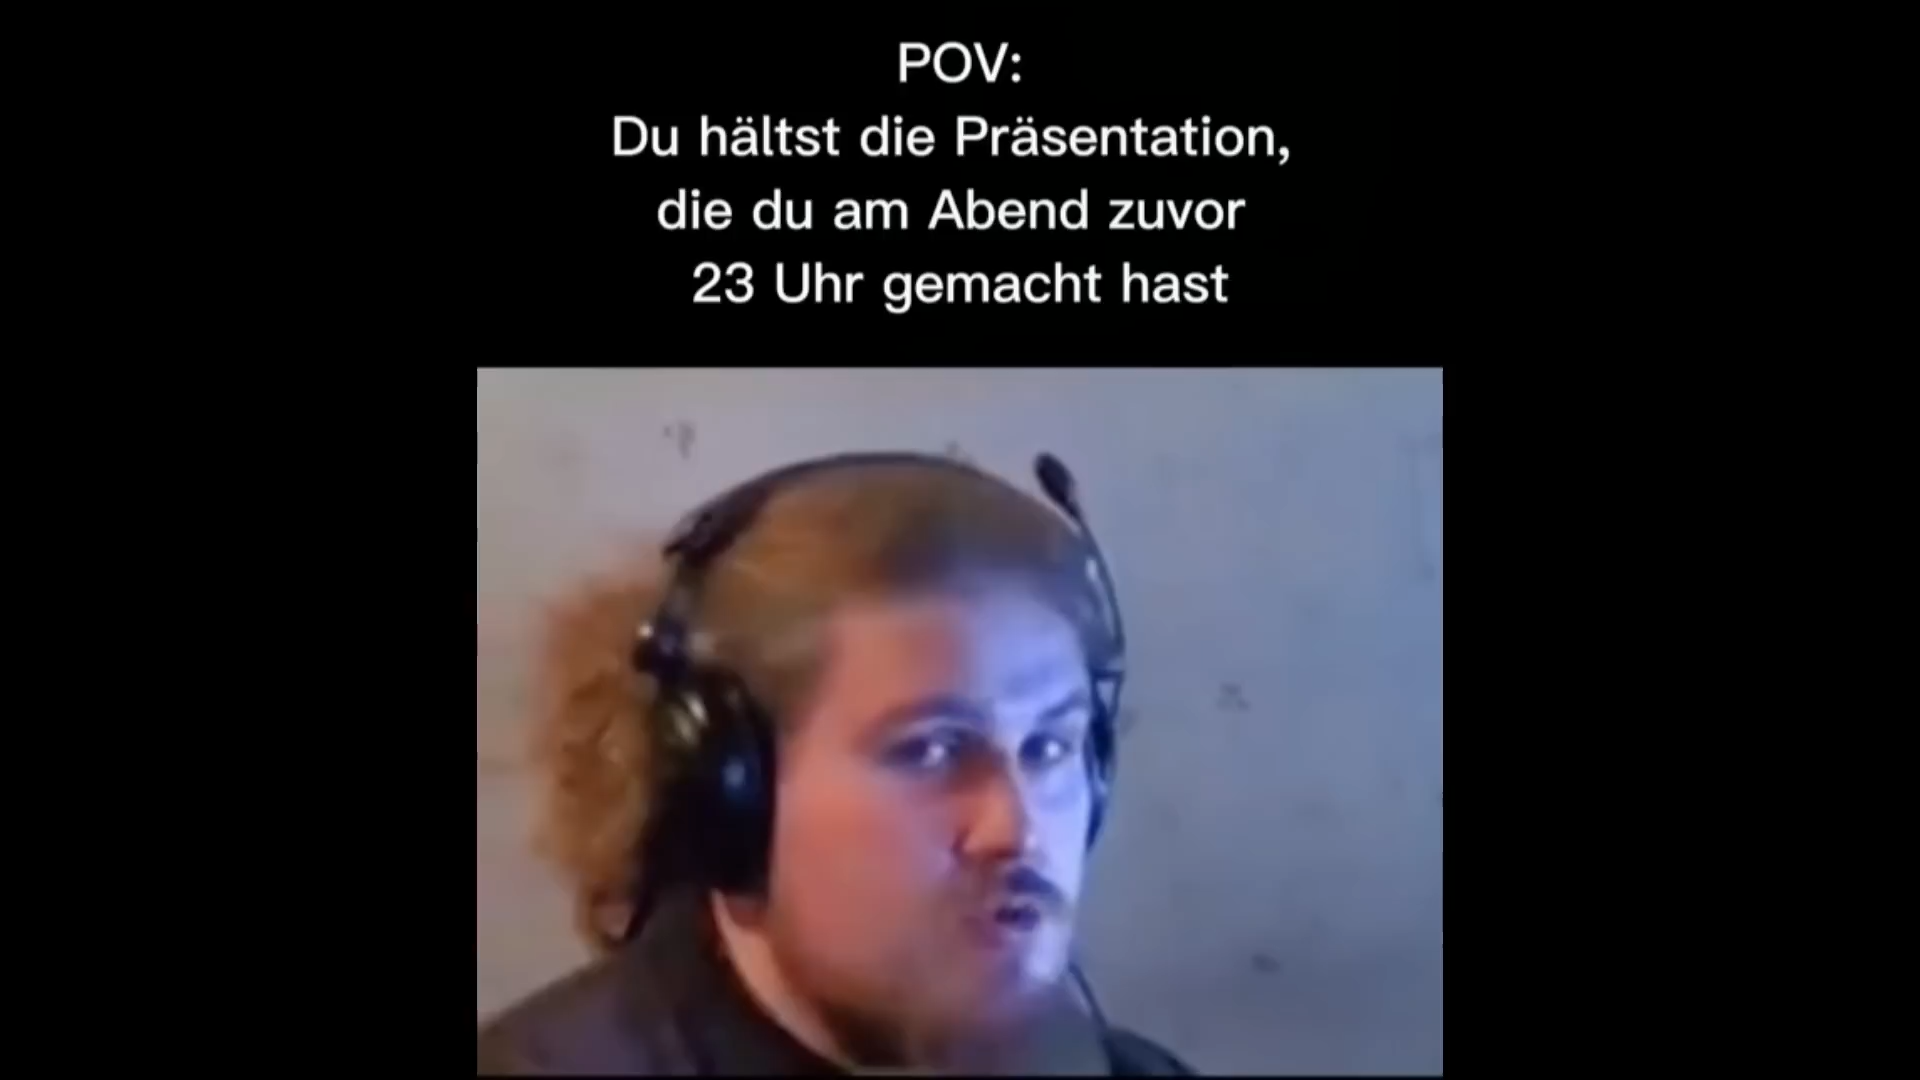 POV:
Du hältst die Präsentation,
die du am Abend zuvor
23 Uhr gemacht hast